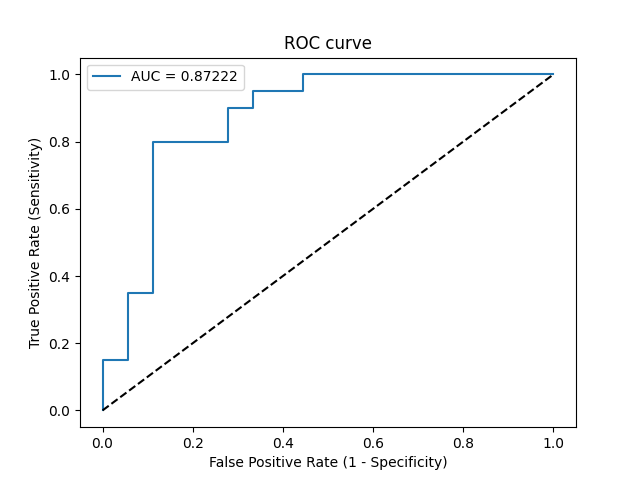 ROC curve
AUC = 0.87222
True Positive Rate (Sensitivity)
1.0
0.8
0.6
0.4
0.2
0.0
0.0 0.2 0.4 0.6 0.8 1.0
False Positive Rate (1 - Specificity)